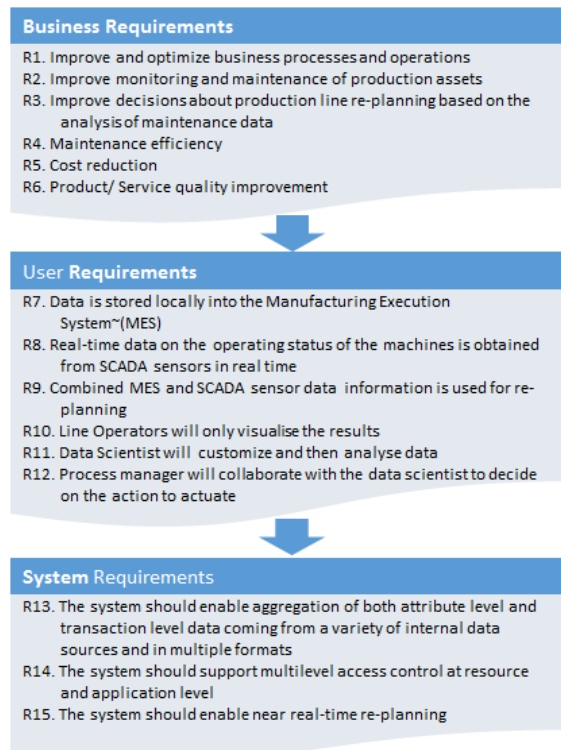 Business Requirements
R1. Improve and optimize business processes and operations
R2. Improve monitoring and maintenance of production assets
R3. Improve decisions about production line re-planning based on the
analysis of maintenance data
R4. Maintenance efficiency
R5. Cost reduction
R6. Product/ Service quality improvement
User Requirements
R7. Data is stored locally into the Manufacturing Execution
System~(MES)
R8. Real-time data on the operating status of the machines is obtained
from SCADA sensors in real time
R9. Combined MES and SCADA sensor data information is used for re-
planning
R10. Line Operators will only visualise the results
R11. Data Scientist will customize and then analyse data
R12. Process manager will collaborate with the data scientist to decide
on the action to actuate
System Requirements
R13. The system should enable aggregation of both attribute level and
transaction level data coming from a variety of internal data
sources and in multiple formats
R14. The system should support multilevel access control at resource
and application level
R15. The system should enable near real-time re-planning